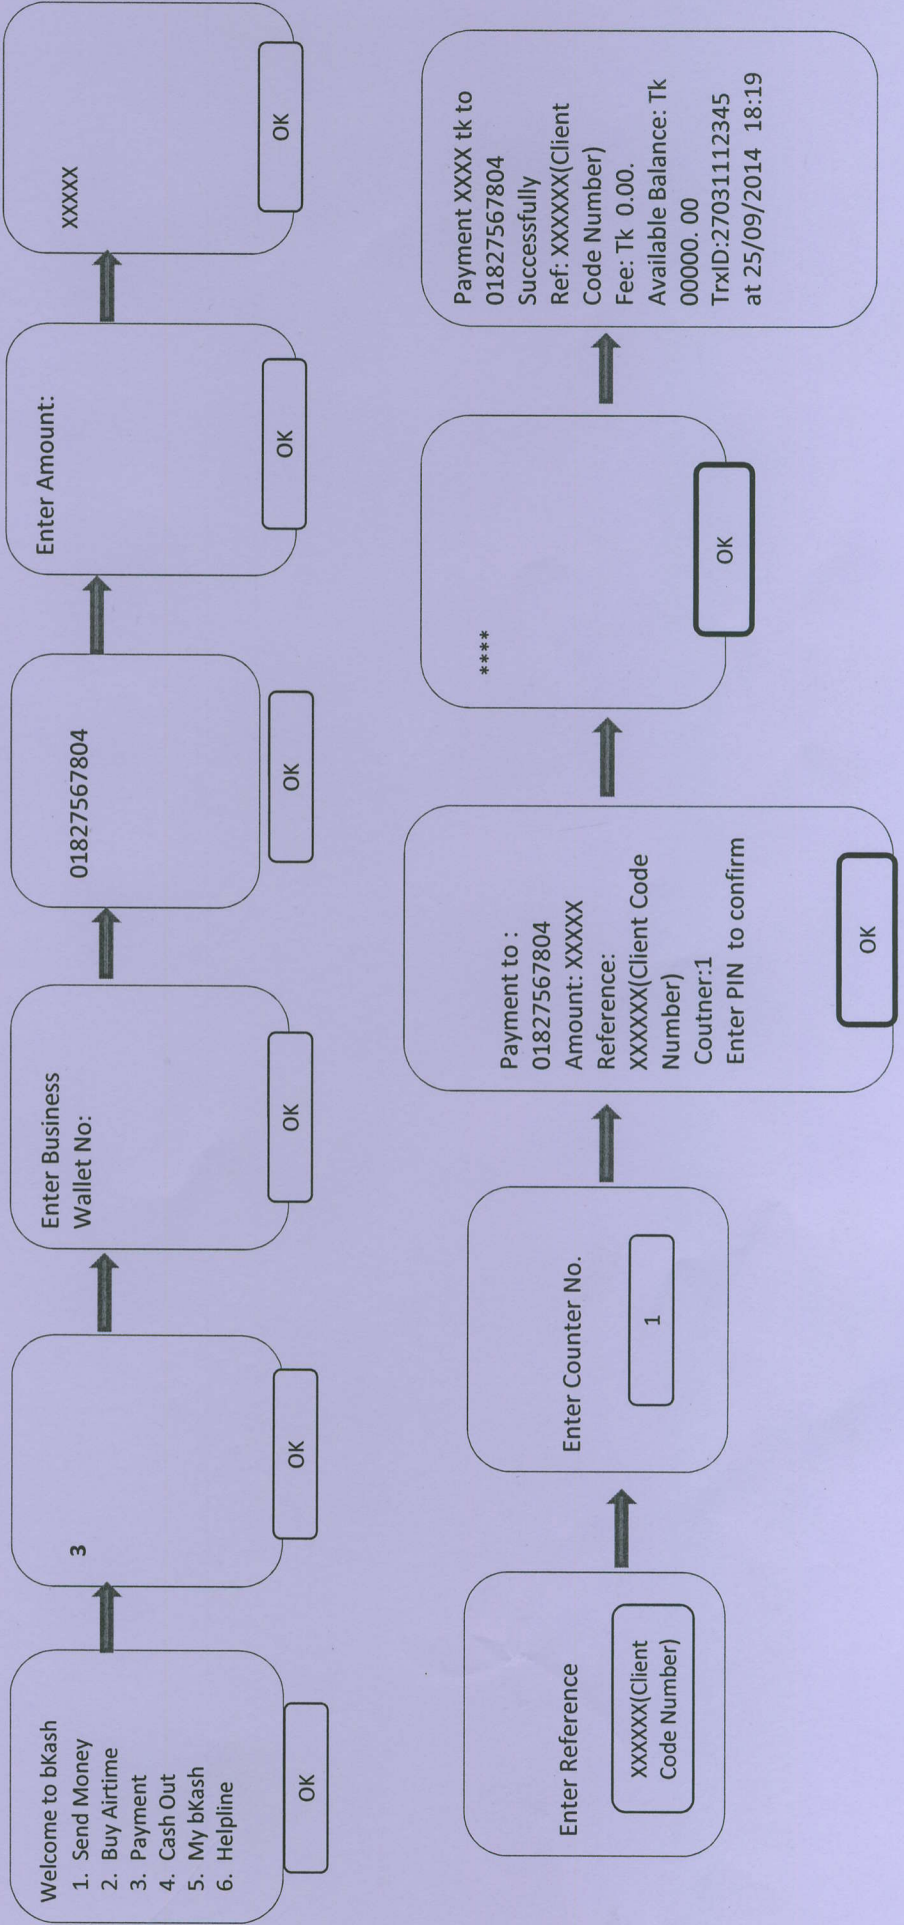 Welcome to bKash
1. Send Money
2. Buy Airtime
3. Payment
4. Cash Out
5. My bKash
6. Helpline
OK
3
OK
Enter Business
Wallet No:
OK
01827567804
OK
Enter Amount:
OK
XXXXX
OK
Enter Reference
XXXXXX(Client
Code Number)
Enter Counter No.
1
Payment to :
01827567804
Amount: XXXXX
Reference:
XXXXXX(Client Code
Number)
Coutner:1
Enter PIN to confirm
OK
****
OK
Payment XXXX tk to
01827567804
Successfully
Ref: XXXXXX(Client
Code Number)
Fee: Tk 0.00.
Available Balance: Tk
00000. 00
TrxID:27031112345
at 25/09/2014 18:19